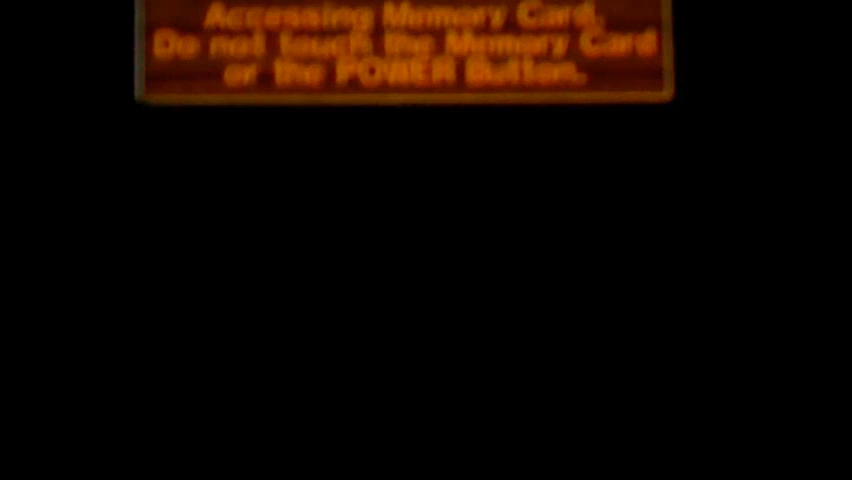 Accessing Memory Card.
Do not touch the Memory Card
or the POWER Button.